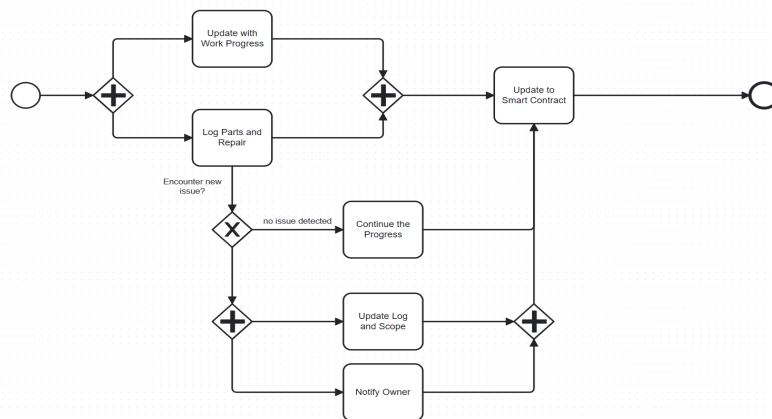 Update with
Work Progress
Update to
Smart Contract
Log Parts and
Repair
Encounter new
issue?
no issue detected
Continue the
Progress
Update Log
and Scope
Notify Owner